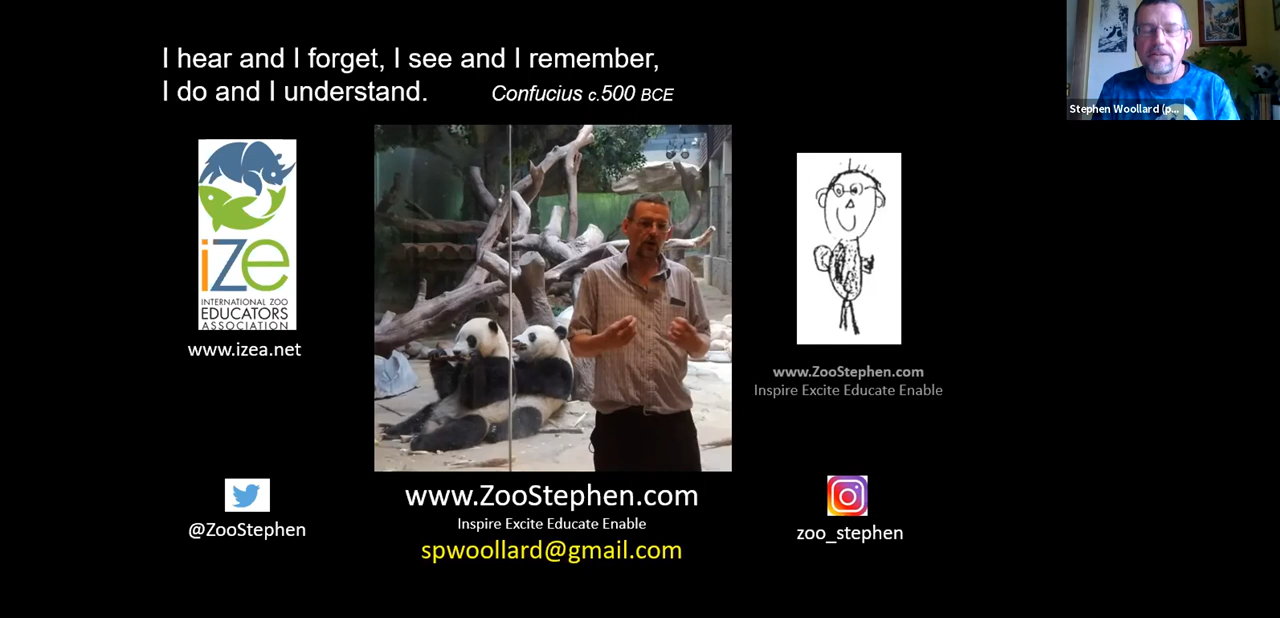 I hear and I forget, I see and I remember,
I do and I understand. Confucius c.500 BCE
Stephen Woollard (p...
iZe
INTERNATIONAL ZOO
EDUCATORS
ASSOCIATION
www.izea.net
www.ZooStephen.com
Inspire Excite Educate Enable
@ZooStephen
www.ZooStephen.com
Inspire Excite Educate Enable
spwoollard@gmail.com
zoo_stephen